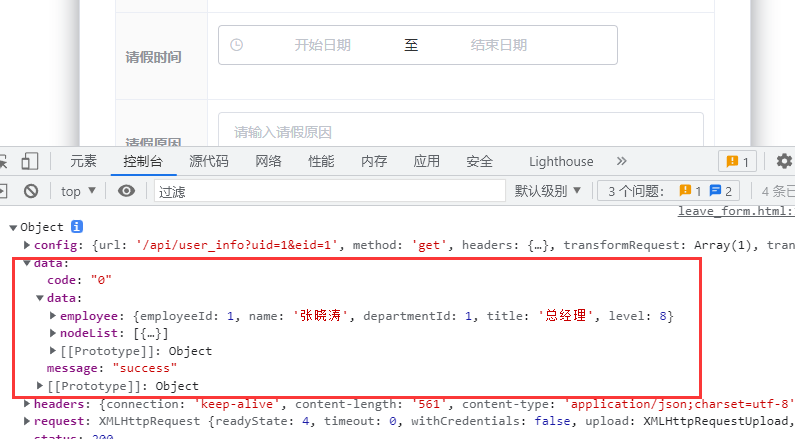 请假时间
开始日期 至 结束日期
请假原因
请输入请假原因
元素 控制台 源代码 网络 性能 内存 应用 安全 Lighthouse » 1
top 过滤 默认级别 3 个问题: 1 2 4 条已
leave_form.html:
Object i
config: {url: '/api/user_info?uid=1&eid=1', method: 'get', headers: {…}, transformRequest: Array(1), tran
data:
code: "0"
data:
employee: {employeeId: 1, name: '张晓涛', departmentId: 1, title: '总经理', level: 8}
nodeList: [{…}]
[[Prototype]]: Object
message: "success"
[[Prototype]]: Object
headers: {connection: 'keep-alive', content-length: '561', content-type: 'application/json;charset=utf-8'
request: XMLHttpRequest {readyState: 4, timeout: 0, withCredentials: false, upload: XMLHttpRequestUpload,
status: 200